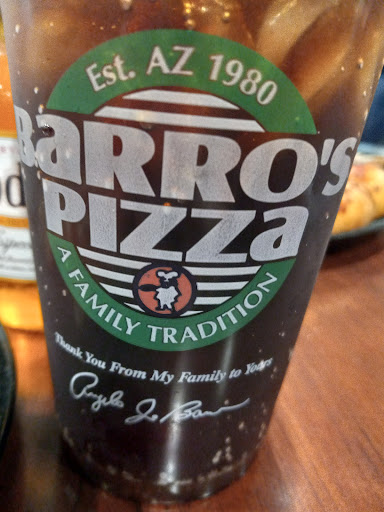 Est. AZ 1980
BARRO's
PIZZa
A FAMILY TRADITION
Thank You From My Family to Yours